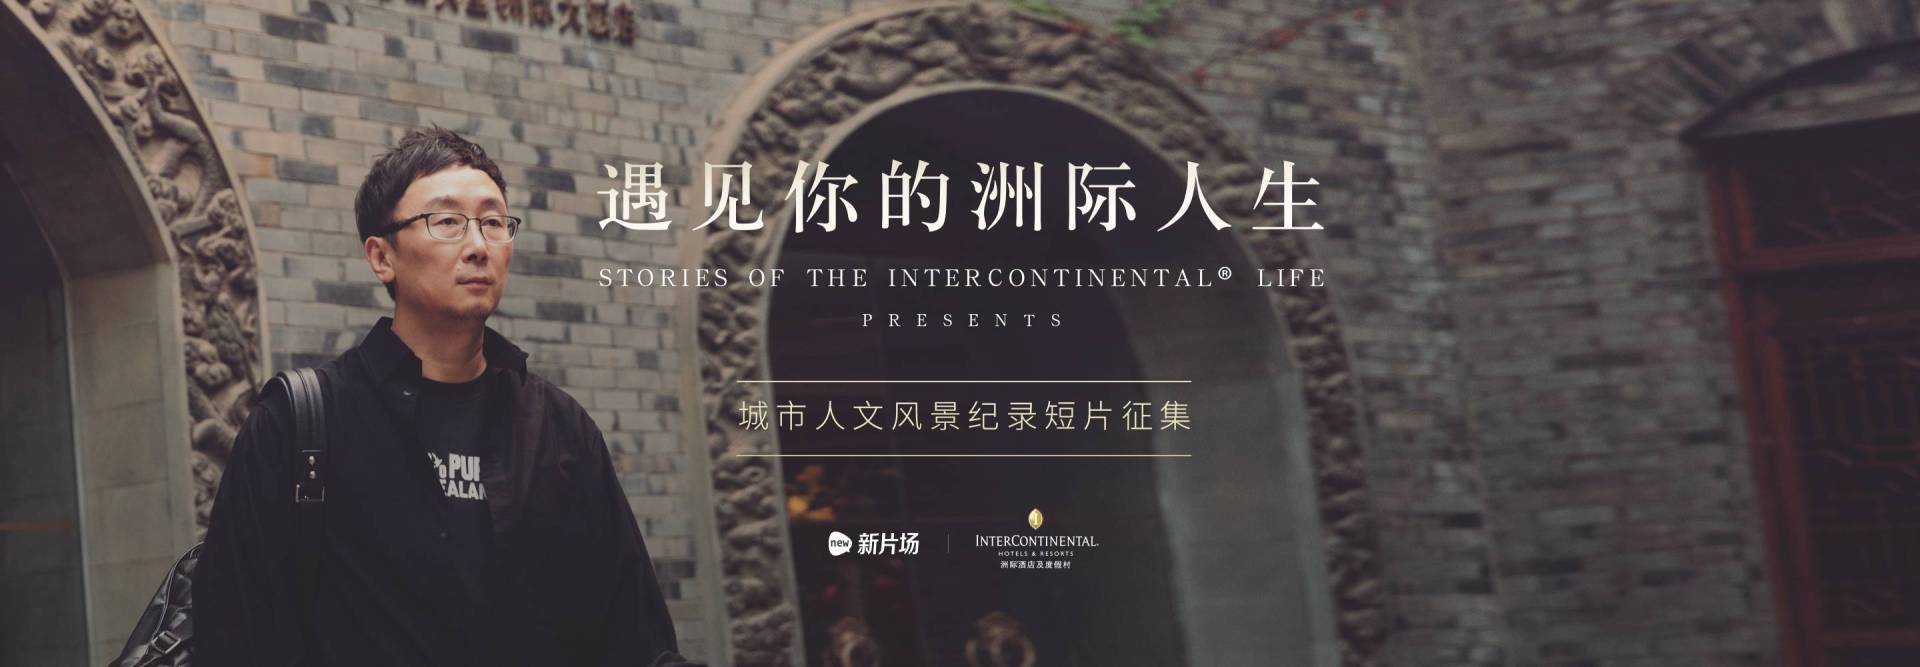 遇见你的洲际人生
STORIES OF THE INTERCONTINENTAL® LIFE
PRESENTS
城市人文风景纪录短片征集
new 新片场
INTERCONTINENTAL.
HOTELS & RESORTS
洲际酒店及度假村